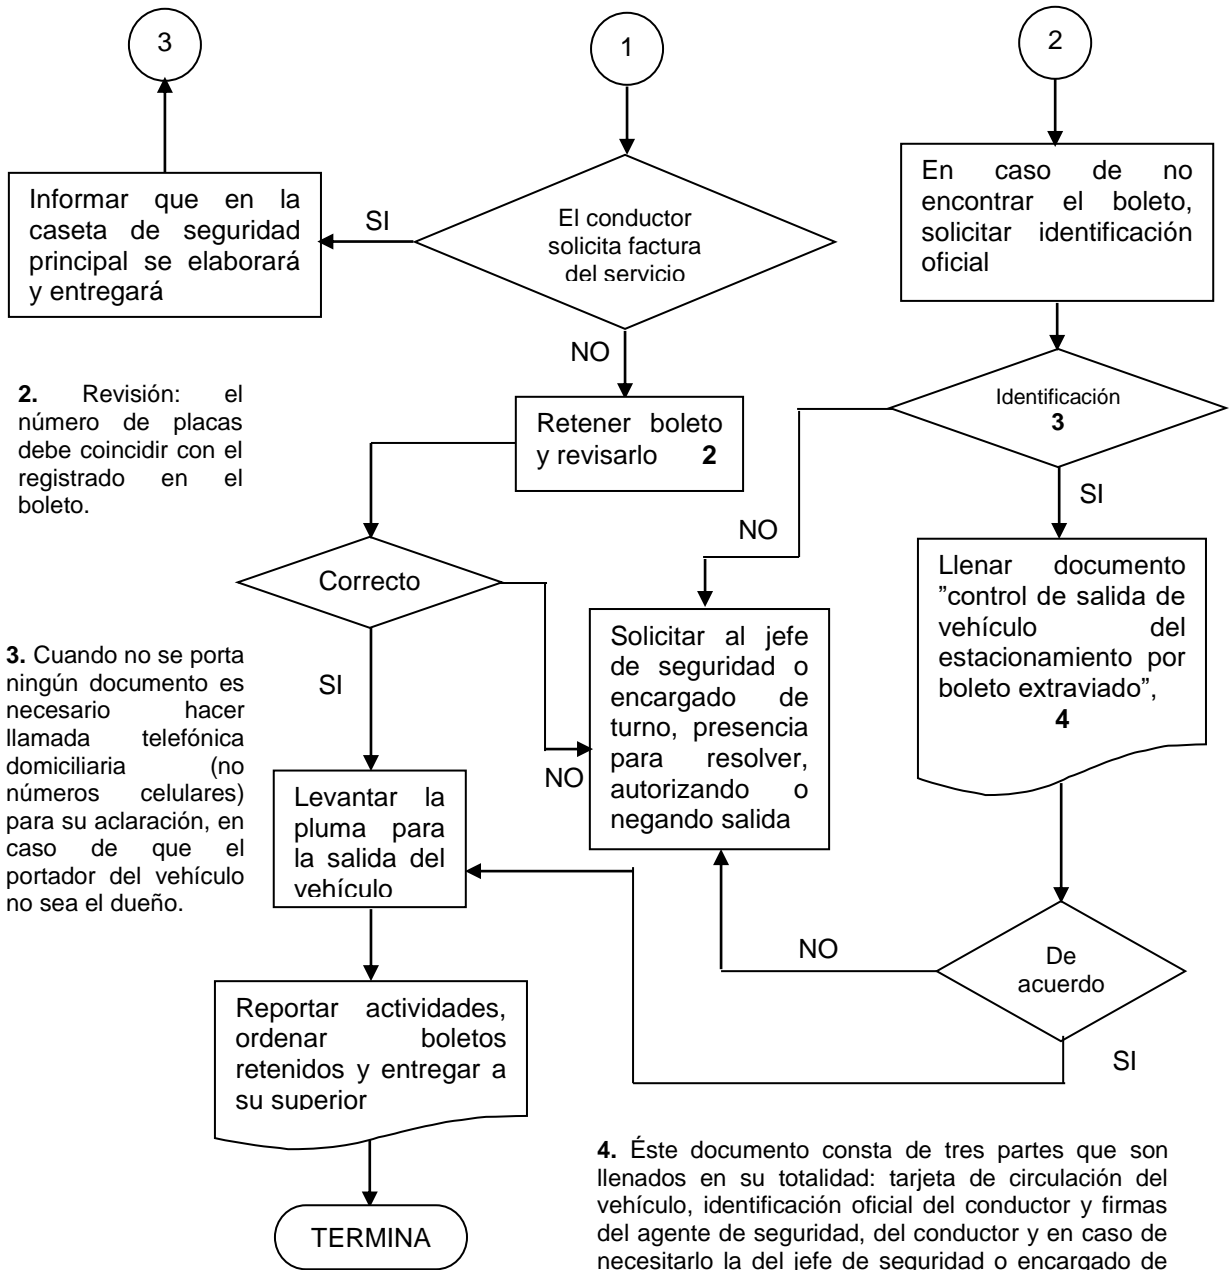 3
1
2
Informar que en la
caseta de seguridad
principal se elaborará
y entregará
SI
El conductor
solicita factura
del servicio
En caso de no
encontrar el boleto,
solicitar identificación
oficial
NO
2. Revisión: el
número de placas
debe coincidir con el
registrado en el
boleto.
Retener boleto
y revisarlo 2
Identificación
3
SI
NO
Correcto
Llenar documento
”control de salida de
vehículo del
estacionamiento por
boleto extraviado”,
4
3. Cuando no se porta
ningún documento es
necesario hacer
llamada telefónica
domiciliaria (no
números celulares)
para su aclaración, en
caso de que el
portador del vehículo
no sea el dueño.
SI
NO
Solicitar al jefe
de seguridad o
encargado de
turno, presencia
para resolver,
autorizando o
negando salida
Levantar la
pluma para
la salida del
vehículo
NO
De
acuerdo
SI
Reportar actividades,
ordenar boletos
retenidos y entregar a
su superior
TERMINA
4. Éste documento consta de tres partes que son
llenados en su totalidad: tarjeta de circulación del
vehículo, identificación oficial del conductor y firmas
del agente de seguridad, del conductor y en caso de
necesitarlo la del jefe de seguridad o encargado de